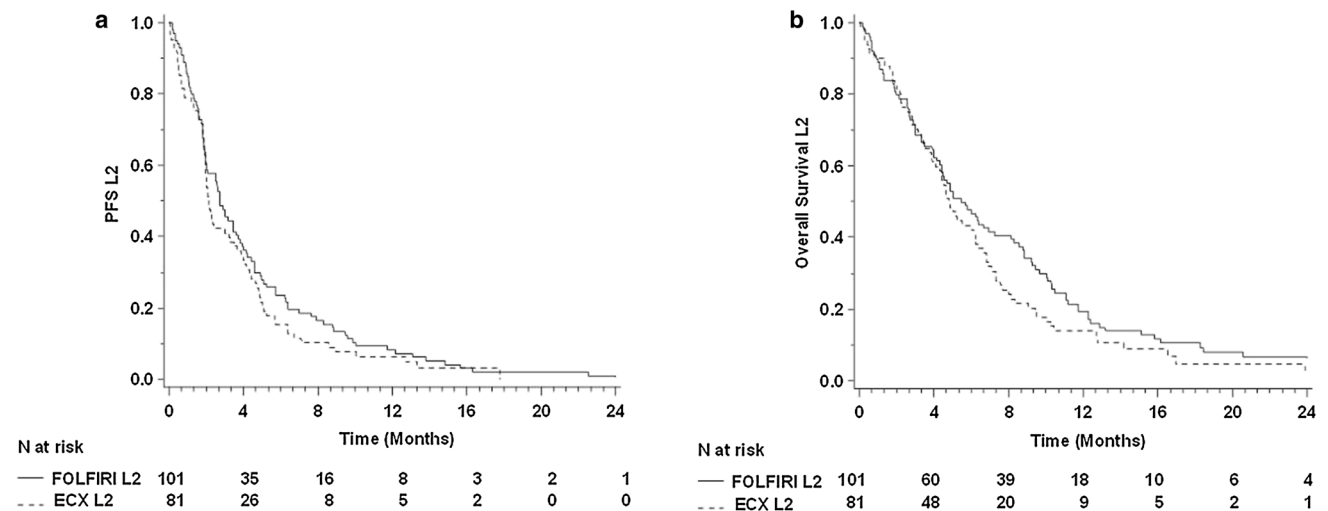 a
1.0
0.8
0.6
0.4
0.2
0.0
PFS L2
0 4 8 12 16 20 24
Time (Months)
N at risk
FOLFIRI L2 101 35 16 8 3 2 1
ECX L2 81 26 8 5 2 0 0
b
1.0
0.8
0.6
0.4
0.2
0.0
Overall Survival L2
0 4 8 12 16 20 24
Time (Months)
N at risk
FOLFIRI L2 101 60 39 18 10 6 4
ECX L2 81 48 20 9 5 2 1